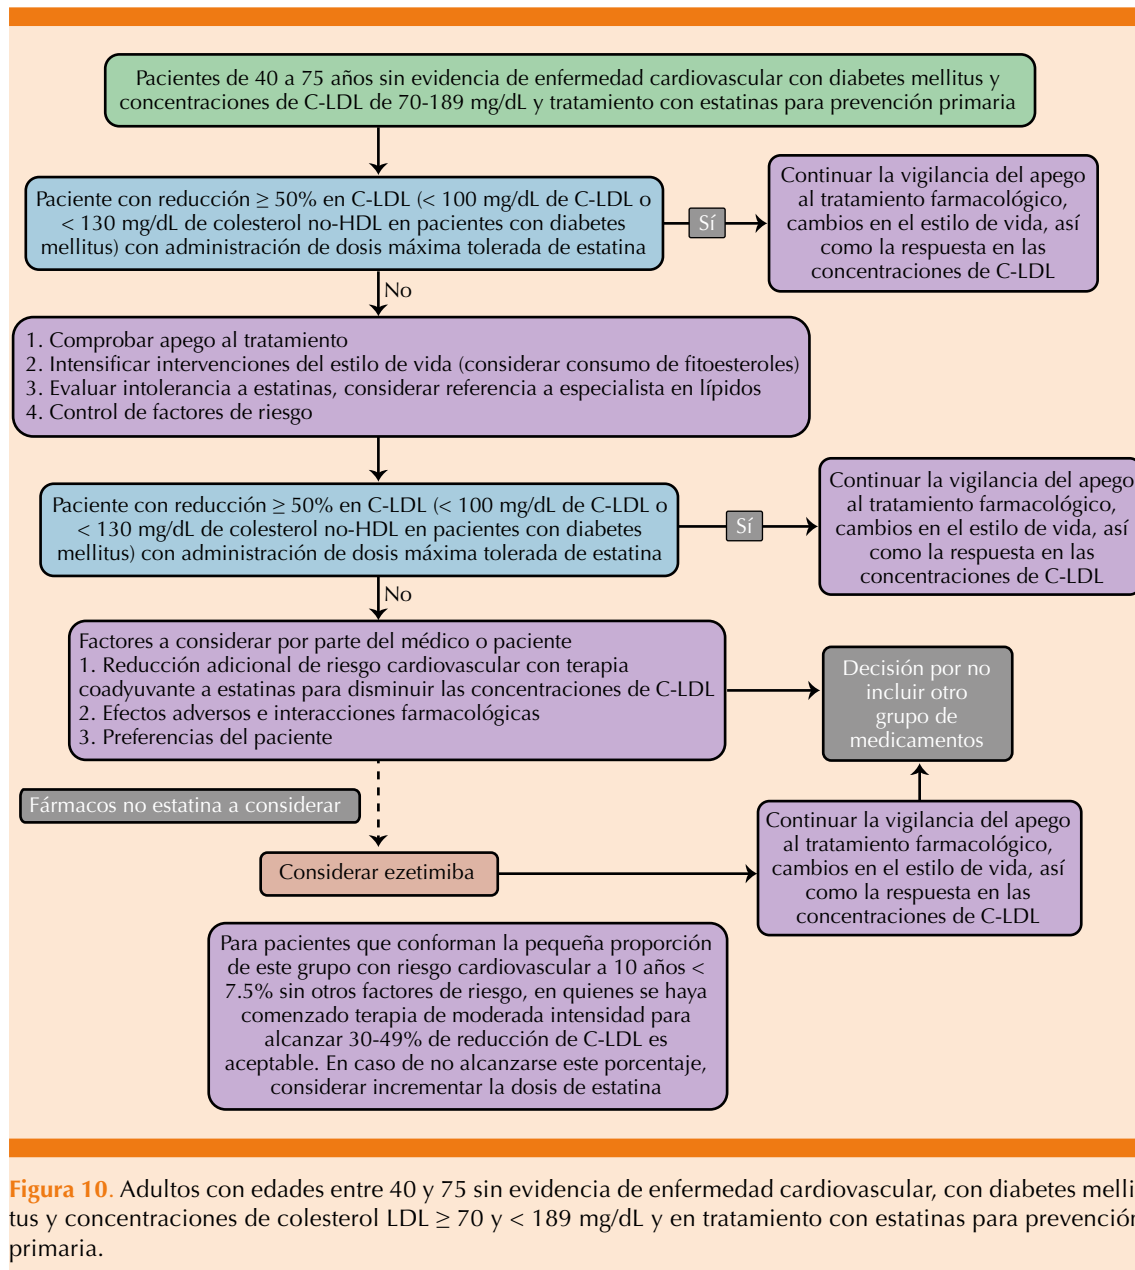 Pacientes de 40 a 75 años sin evidencia de enfermedad cardiovascular con diabetes mellitus y
concentraciones de C-LDL de 70-189 mg/dL y tratamiento con estatinas para prevención primaria
Paciente con reducción ≥ 50% en C-LDL (< 100 mg/dL de C-LDL o
< 130 mg/dL de colesterol no-HDL en pacientes con diabetes
mellitus) con administración de dosis máxima tolerada de estatina
Sí
Continuar la vigilancia del apego
al tratamiento farmacológico,
cambios en el estilo de vida, así
como la respuesta en las
concentraciones de C-LDL
No
1. Comprobar apego al tratamiento
2. Intensificar intervenciones del estilo de vida (considerar consumo de fitoesteroles)
3. Evaluar intolerancia a estatinas, considerar referencia a especialista en lípidos
4. Control de factores de riesgo
Paciente con reducción ≥ 50% en C-LDL (< 100 mg/dL de C-LDL o
< 130 mg/dL de colesterol no-HDL en pacientes con diabetes
mellitus) con administración de dosis máxima tolerada de estatina
Sí
Continuar la vigilancia del apego
al tratamiento farmacológico,
cambios en el estilo de vida, así
como la respuesta en las
concentraciones de C-LDL
No
Factores a considerar por parte del médico o paciente
1. Reducción adicional de riesgo cardiovascular con terapia
coadyuvante a estatinas para disminuir las concentraciones de C-LDL
2. Efectos adversos e interacciones farmacológicas
3. Preferencias del paciente
Decisión por no
incluir otro
grupo de
medicamentos
Fármacos no estatina a considerar
Considerar ezetimiba
Continuar la vigilancia del apego
al tratamiento farmacológico,
cambios en el estilo de vida, así
como la respuesta en las
concentraciones de C-LDL
Para pacientes que conforman la pequeña proporción
de este grupo con riesgo cardiovascular a 10 años <
7.5% sin otros factores de riesgo, en quienes se haya
comenzado terapia de moderada intensidad para
alcanzar 30-49% de reducción de C-LDL es
aceptable. En caso de no alcanzarse este porcentaje,
considerar incrementar la dosis de estatina
Figura 10. Adultos con edades entre 40 y 75 sin evidencia de enfermedad cardiovascular, con diabetes melli-
tus y concentraciones de colesterol LDL ≥ 70 y < 189 mg/dL y en tratamiento con estatinas para prevención
primaria.